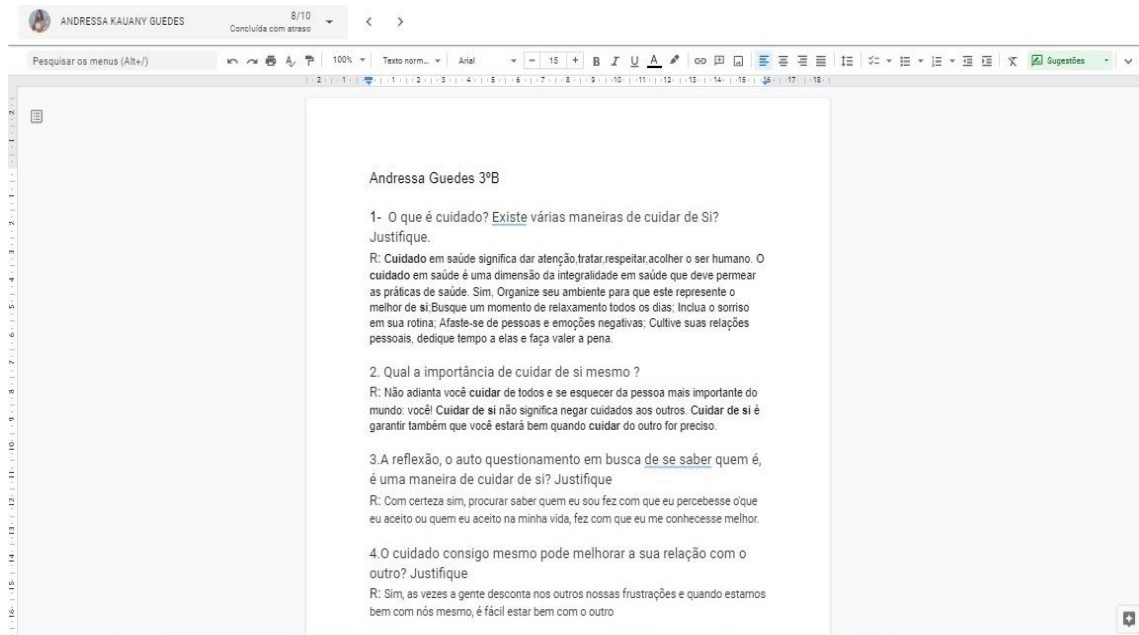 ANDRESSA KAUANY GUEDES
8/10
Concluída com atraso
Pesquisar os menus (Alt+/)
100%
Texto norm...
Arial
15
B I U A
Sugestões
Andressa Guedes 3ºB
1- O que é cuidado? Existe várias maneiras de cuidar de Si?
Justifique.
R: Cuidado em saúde significa dar atenção,tratar,respeitar,acolher o ser humano. O
cuidado em saúde é uma dimensão da integralidade em saúde que deve permear
as práticas de saúde. Sim, Organize seu ambiente para que este represente o
melhor de si;Busque um momento de relaxamento todos os dias; Inclua o sorriso
em sua rotina; Afaste-se de pessoas e emoções negativas; Cultive suas relações
pessoais, dedique tempo a elas e faça valer a pena.
2. Qual a importância de cuidar de si mesmo ?
R: Não adianta você cuidar de todos e se esquecer da pessoa mais importante do
mundo: você! Cuidar de si não significa negar cuidados aos outros. Cuidar de si é
garantir também que você estará bem quando cuidar do outro for preciso.
3.A reflexão, o auto questionamento em busca de se saber quem é,
é uma maneira de cuidar de si? Justifique
R: Com certeza sim, procurar saber quem eu sou fez com que eu percebesse o'que
eu aceito ou quem eu aceito na minha vida, fez com que eu me conhecesse melhor.
4.O cuidado consigo mesmo pode melhorar a sua relação com o
outro? Justifique
R: Sim, as vezes a gente desconta nos outros nossas frustrações e quando estamos
bem com nós mesmo, é fácil estar bem com o outro